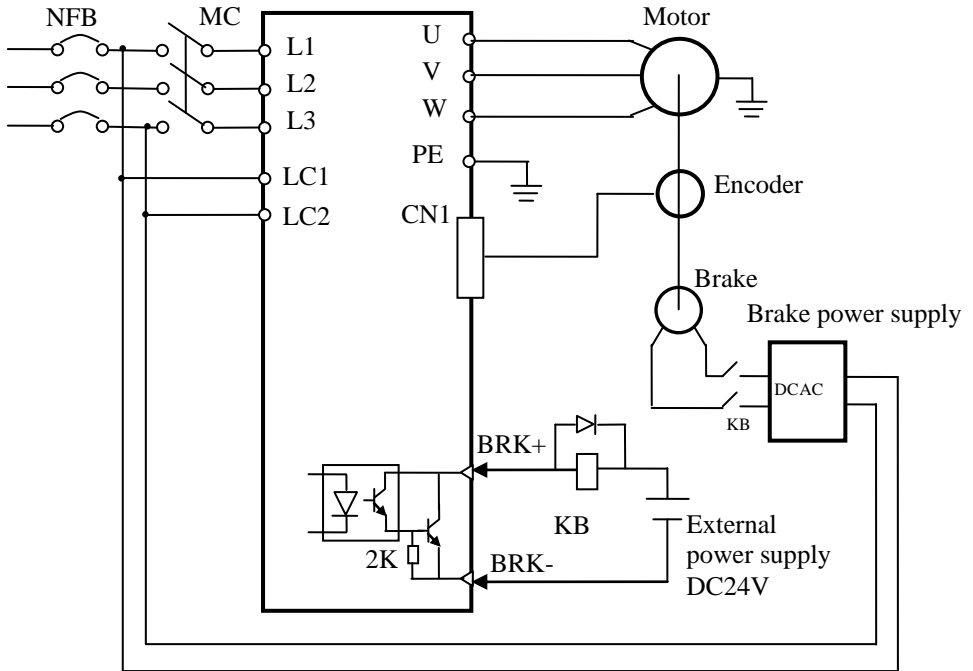 NFB
MC
L1
L2
L3
LC1
LC2
U
V
W
PE
CN1
Motor
Encoder
Brake
Brake power supply
DCAC
KB
BRK+
KB
2K
BRK-
External
power supply
DC24V